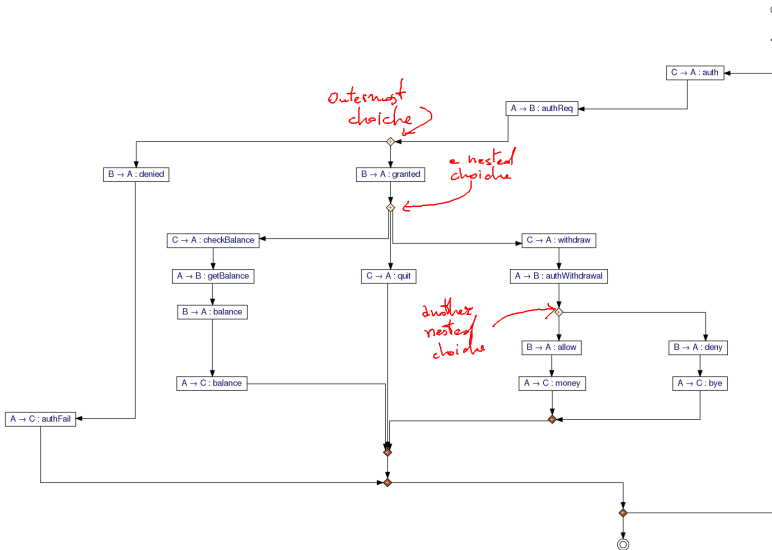 C → A : auth
A → B : authReq
Outermost
choiche
B → A : denied
B → A : granted
a nested
choiche
C → A : checkBalance
C → A : withdraw
A → B : getBalance
C → A : quit
A → B : authWithdrawal
B → A : balance
another
nested
choiche
B → A : allow
B → A : deny
A → C : balance
A → C : money
A → C : bye
A → C : authFail